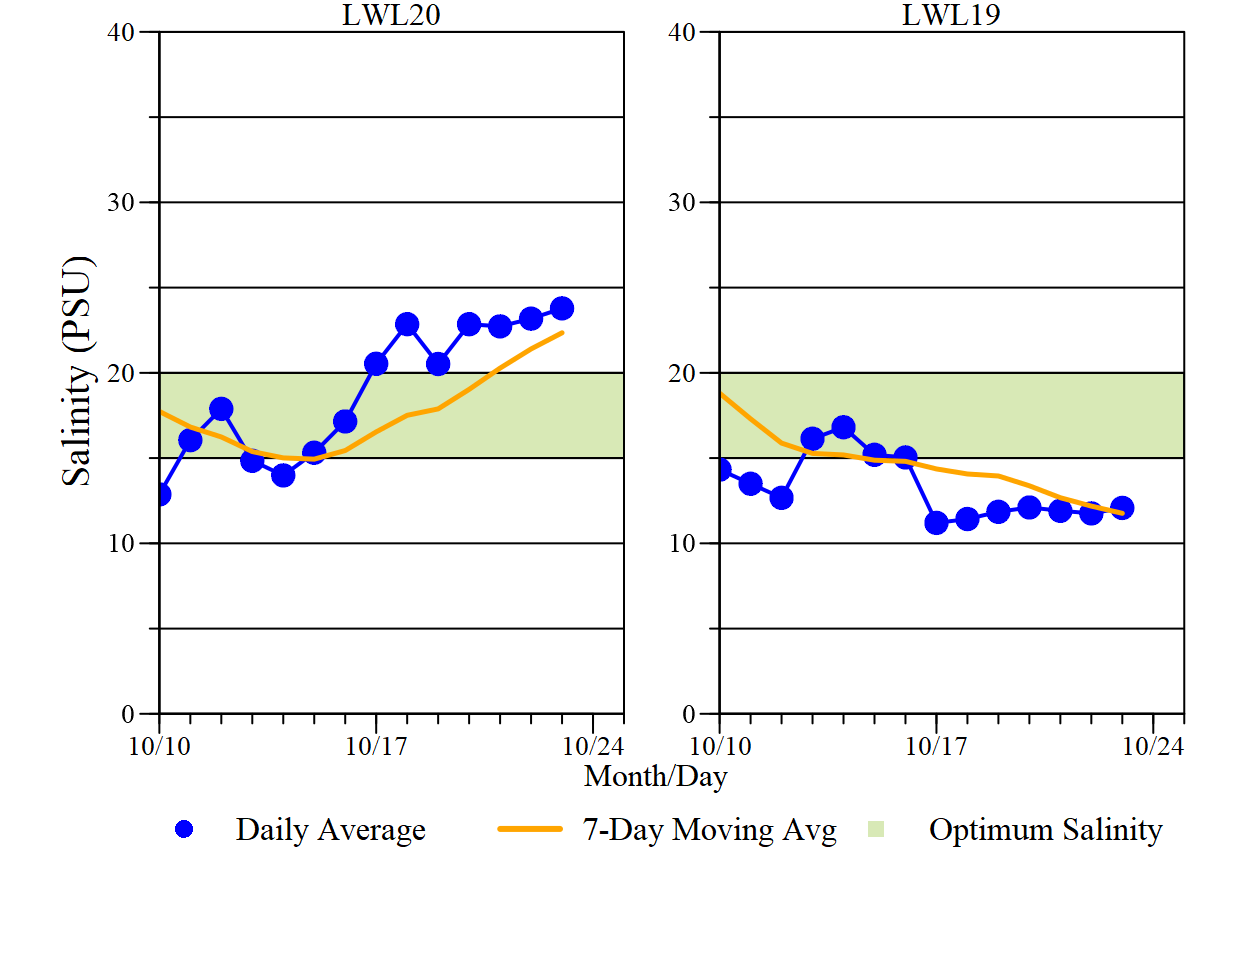 LWL20 LWL19
40 40
30 30
20 20
10 10
0 0
Salinity (PSU)
10/10 10/17 10/24 10/10 10/17 10/24
Month/Day
Daily Average 7-Day Moving Avg Optimum Salinity